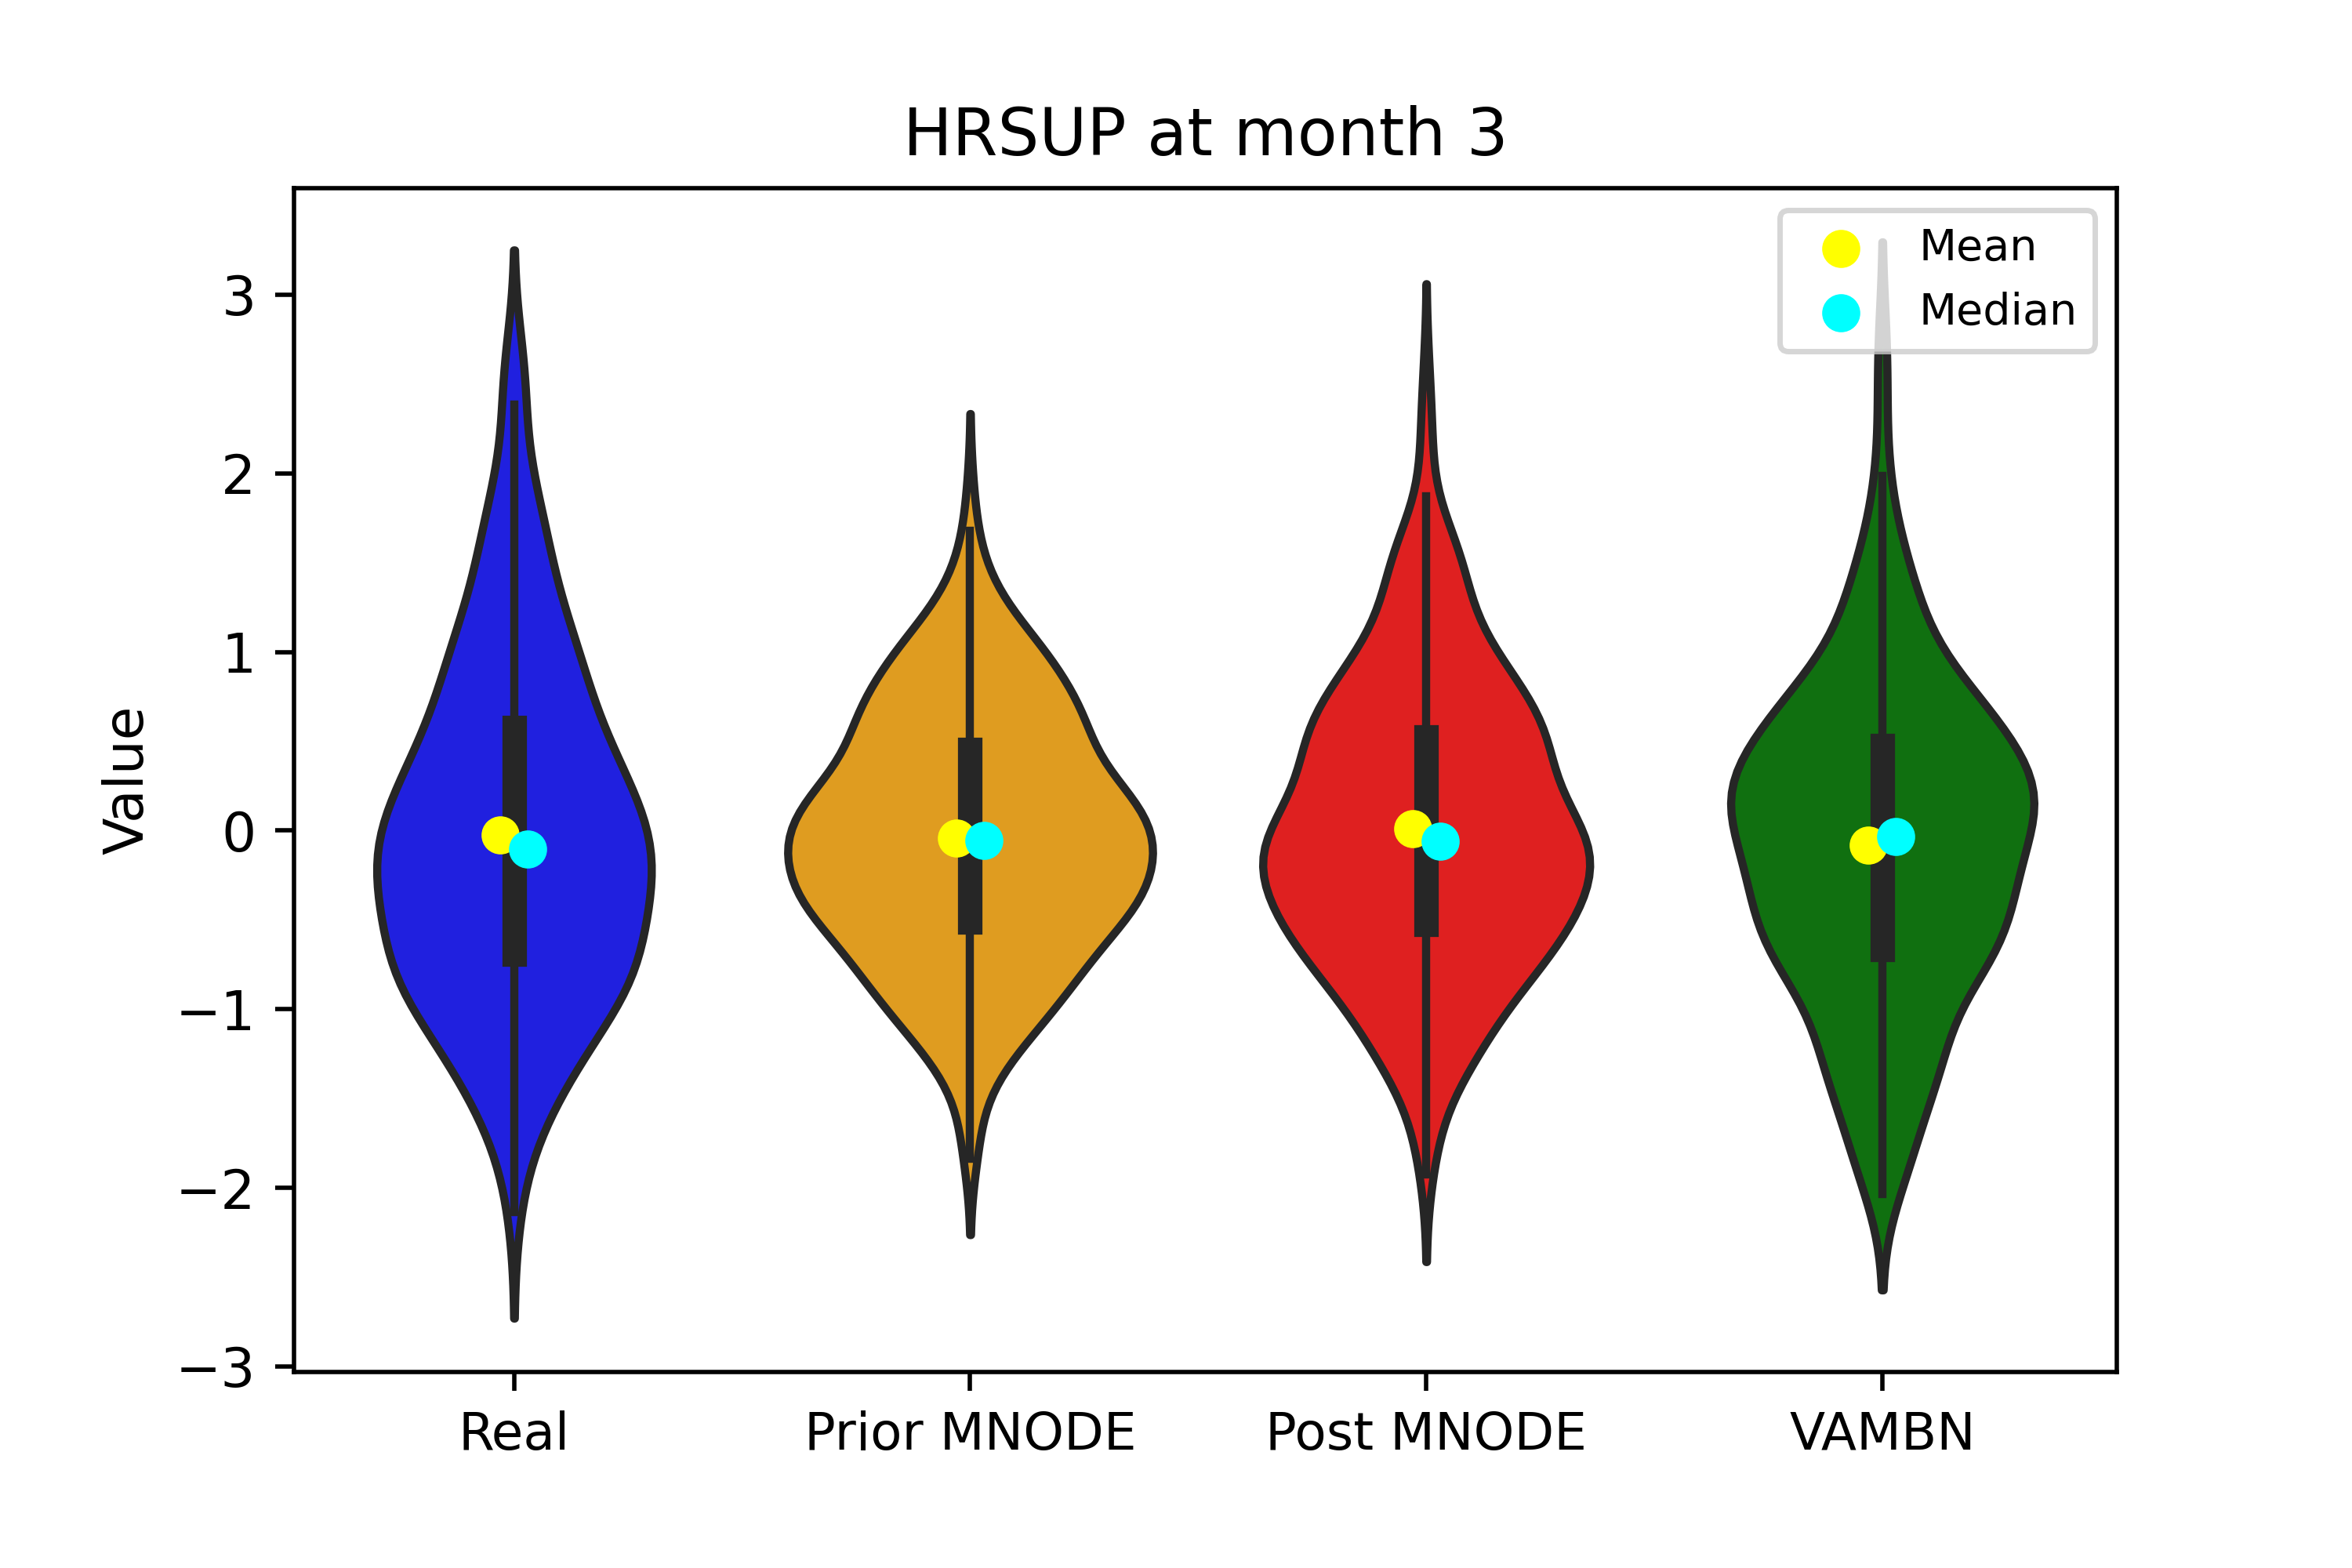 HRSUP at month 3
Mean
Median
3
2
1
0
−1
−2
−3
Value
Real
Prior MNODE
Post MNODE
VAMBN